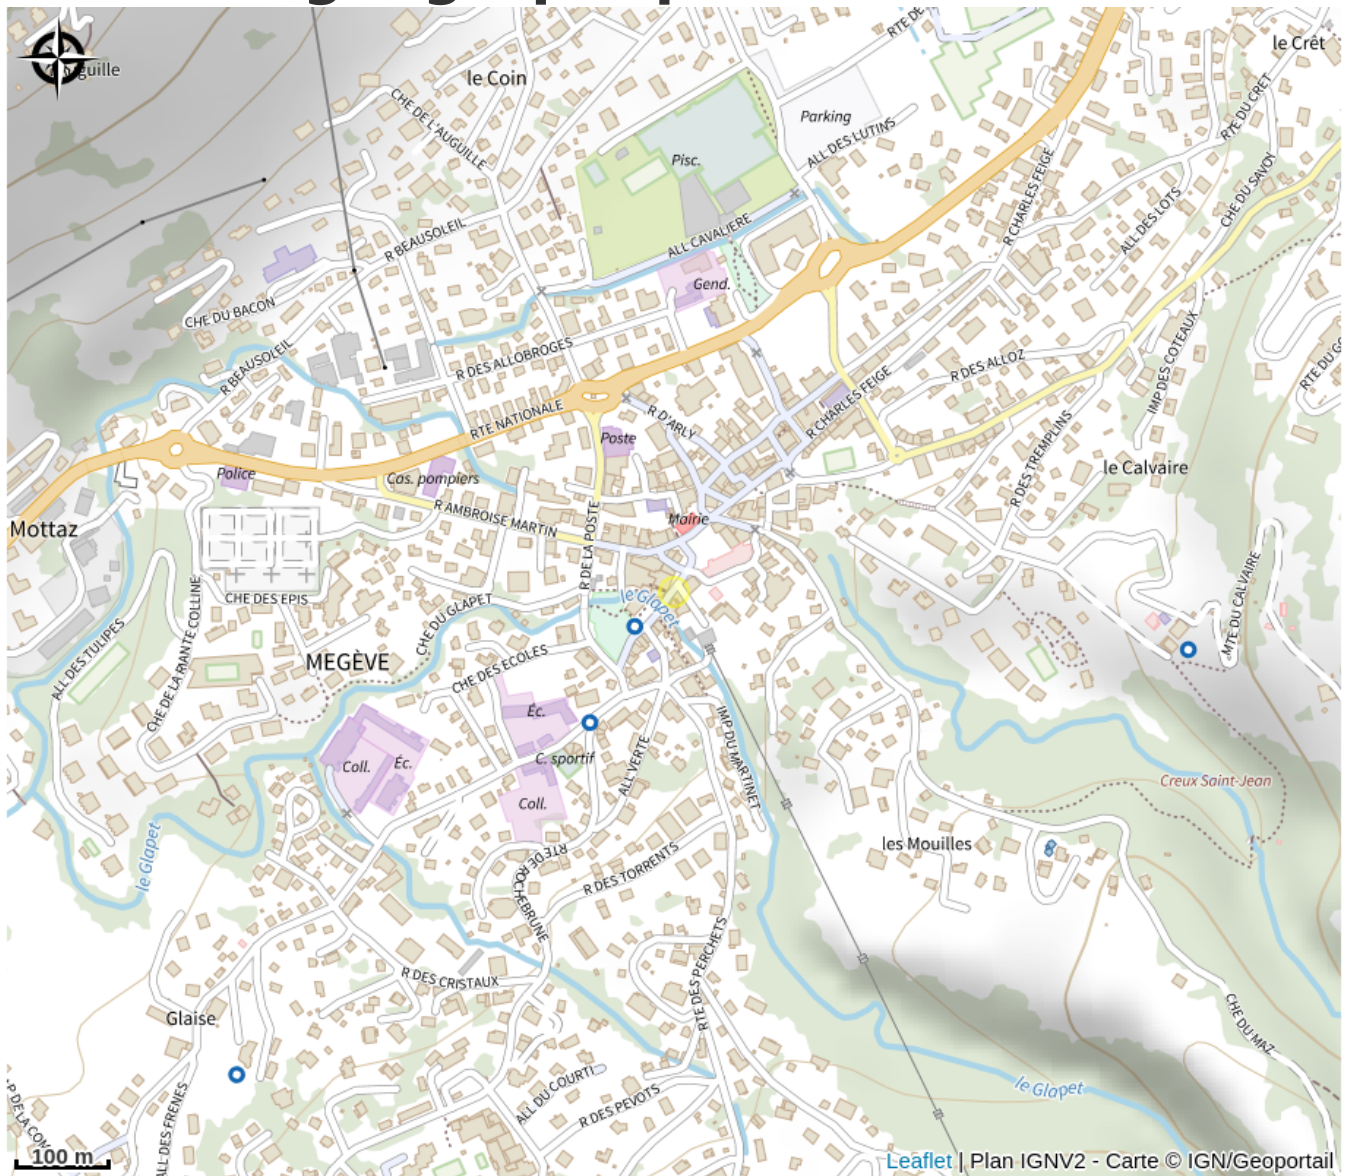 le Crêt
RTE DE
le Coin
CHE DE L'AUGUILLE
Parking
ALL DES LUTINS
RTE DU CRET
Pisc.
R CHARLES FEIGE
CHE DU SAVOY
ALL DES LOTS
R BEAUSOLEIL
ALL CAVALIERE
Gend.
CHE DU BACON
R BEAUSOLEIL
R DES ALLOBROGES
IMP DES COTEAUX
R DES ALLOZ
R CHARLES FEIGE
RTE NATIONALE
R D'ARLY
Poste
Police
Cas. pompiers
R DES TREMPLINS
le Calvaire
R AMBROISE MARTIN
Mairie
Mottaz
R DE LA POSTE
CHE DES EPIS
CHE DU GLAPET
le Glapet
MTE DU CALVAIRE
ALL DES TULIPES
CHE DE LA RIANTE COLLINE
MEGÈVE
CHE DES ECOLES
Éc.
Coll.
Éc.
C. sportif
Coll.
ALL VERTE
IMP DU MARTINET
Creux Saint-Jean
les Mouilles
le Glapet
RTE DE ROCHEBRUNE
R DES TORRENTS
R DES CRISTAUX
RTE DES PERCHETS
Glaise
CHE DU MAZ
le Glapet
ALL DU COURTI
R DES PEVOTS
ALL DES FRENES
100 m
Leaflet | Plan IGNV2 - Carte © IGN/Geoportail